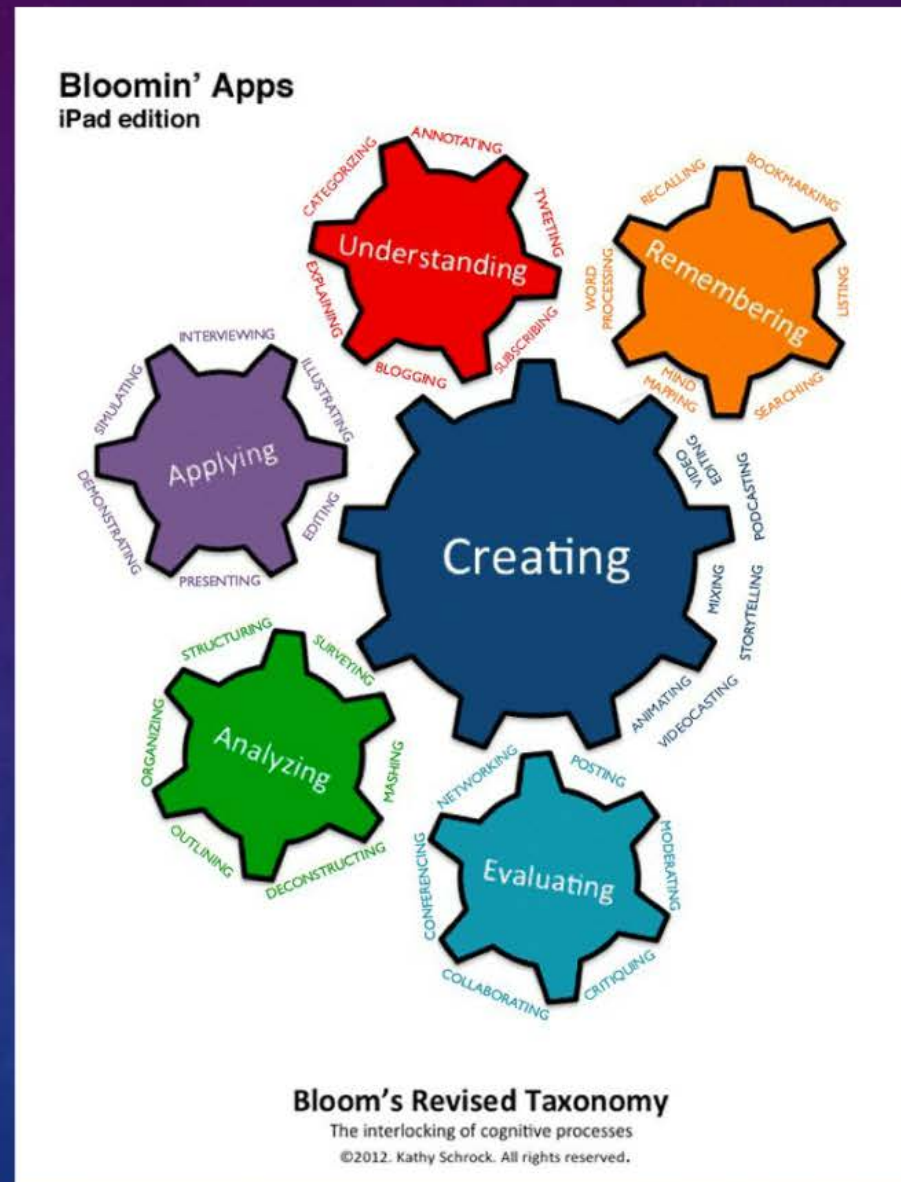 Bloomin' Apps
iPad edition
CATEGORIZING
ANNOTATING
TWEETING
EXPLAINING
Understanding
SUBSCRIBING
BLOGGING
RECALLING
BOOKMARKING
WORD
PROCESSING
Remembering
LISTING
MIND
MAPPING
SEARCHING
INTERVIEWING
SIMULATING
ILLUSTRATING
Applying
DEMONSTRATING
EDITING
PRESENTING
Creating
VIDEO
EDITING
PODCASTING
MIXING
STORYTELLING
ANIMATING
VIDEOCASTING
STRUCTURING
SURVEYING
ORGANIZING
Analyzing
MASHING
OUTLINING
DECONSTRUCTING
NETWORKING
POSTING
CONFERENCING
Evaluating
MODERATING
COLLABORATING
CRITIQUING
Bloom's Revised Taxonomy
The interlocking of cognitive processes
©2012. Kathy Schrock. All rights reserved.